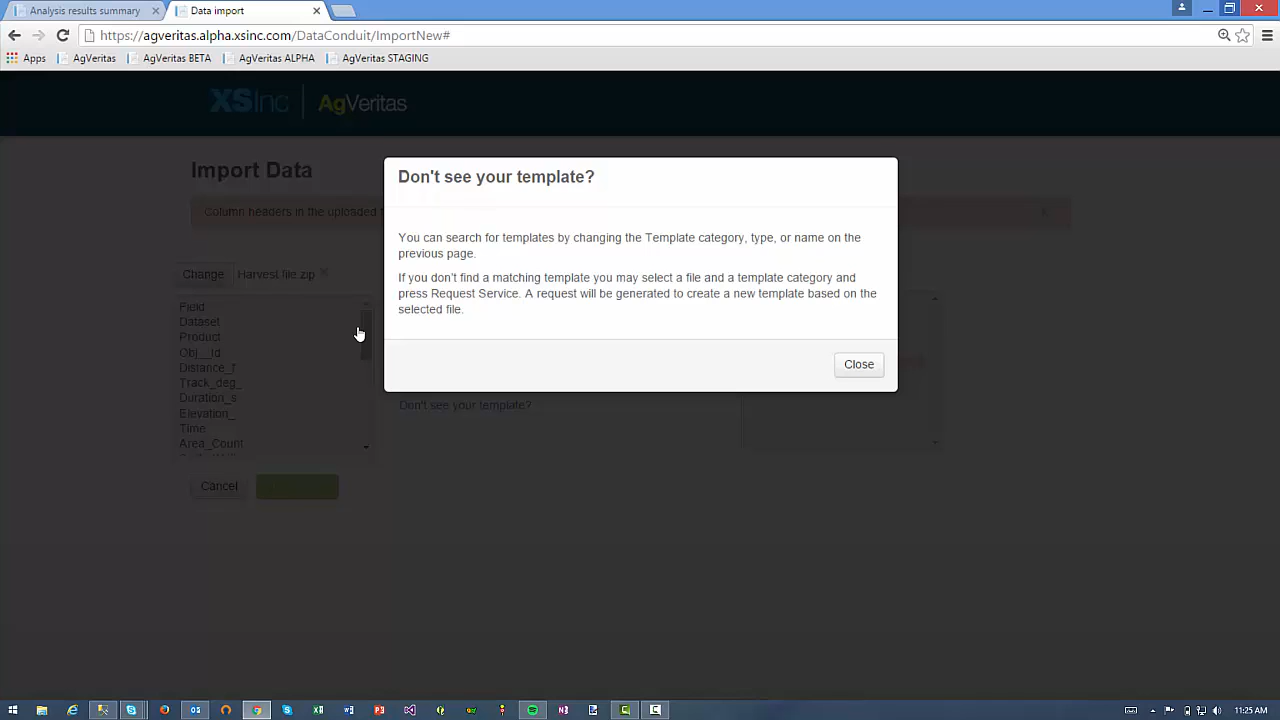 Analysis results summary
Data import
https://agveritas.alpha.xsinc.com/DataConduit/ImportNew#
Apps
AgVeritas
AgVeritas BETA
AgVeritas ALPHA
AgVeritas STAGING
XSInc | AgVeritas
Import Data
Column headers in the uploaded
Don't see your template?
You can search for templates by changing the Template category, type, or name on the
previous page.
If you don't find a matching template you may select a file and a template category and
press Request Service. A request will be generated to create a new template based on the
selected file.
Close
Change
Harvest file.zip
Field
Dataset
Product
Obj__Id
Distance_f
Track_deg_
Duration_s
Elevation_
Time
Area_Count
Don't see your template?
Cancel
11:25 AM